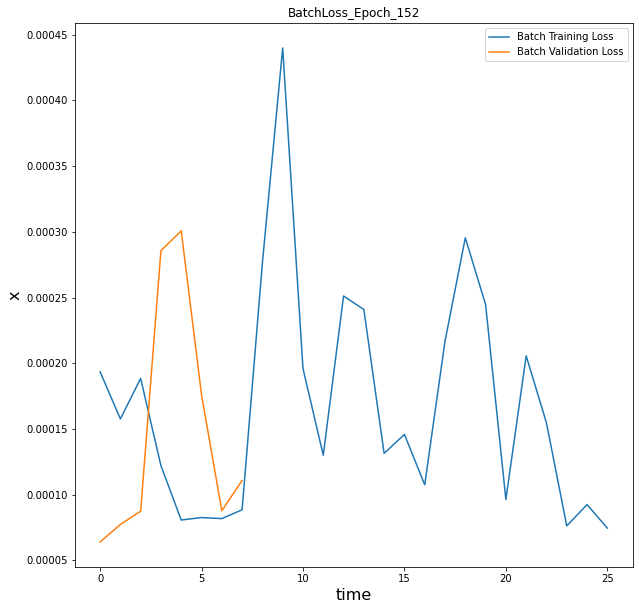 BatchLoss_Epoch_152
Batch Training Loss
Batch Validation Loss
0.00045
0.00040
0.00035
0.00030
0.00025
0.00020
0.00015
0.00010
0.00005
x
0 5 10 15 20 25
time